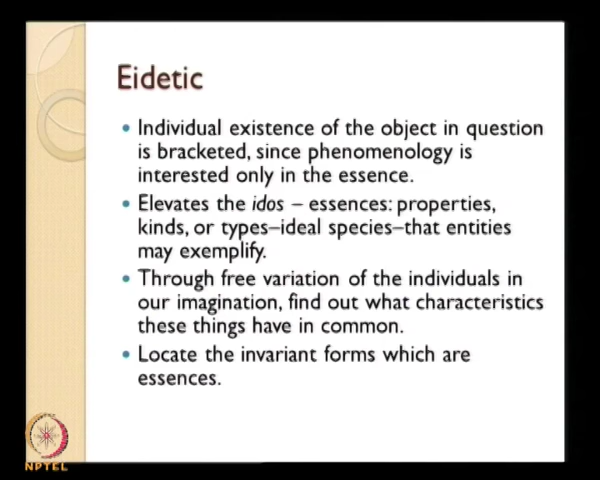 Eidetic
Individual existence of the object in question
is bracketed, since phenomenology is
interested only in the essence.
Elevates the idos – essences: properties,
kinds, or types–ideal species–that entities
may exemplify.
Through free variation of the individuals in
our imagination, find out what characteristics
these things have in common.
Locate the invariant forms which are
essences.
NPTEL